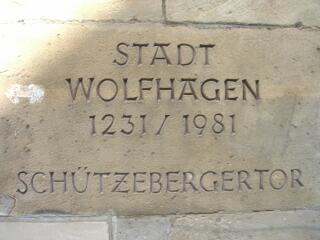 STADT
WOLFHAGEN
1231/1981
SCHÜTZEBERGERTOR